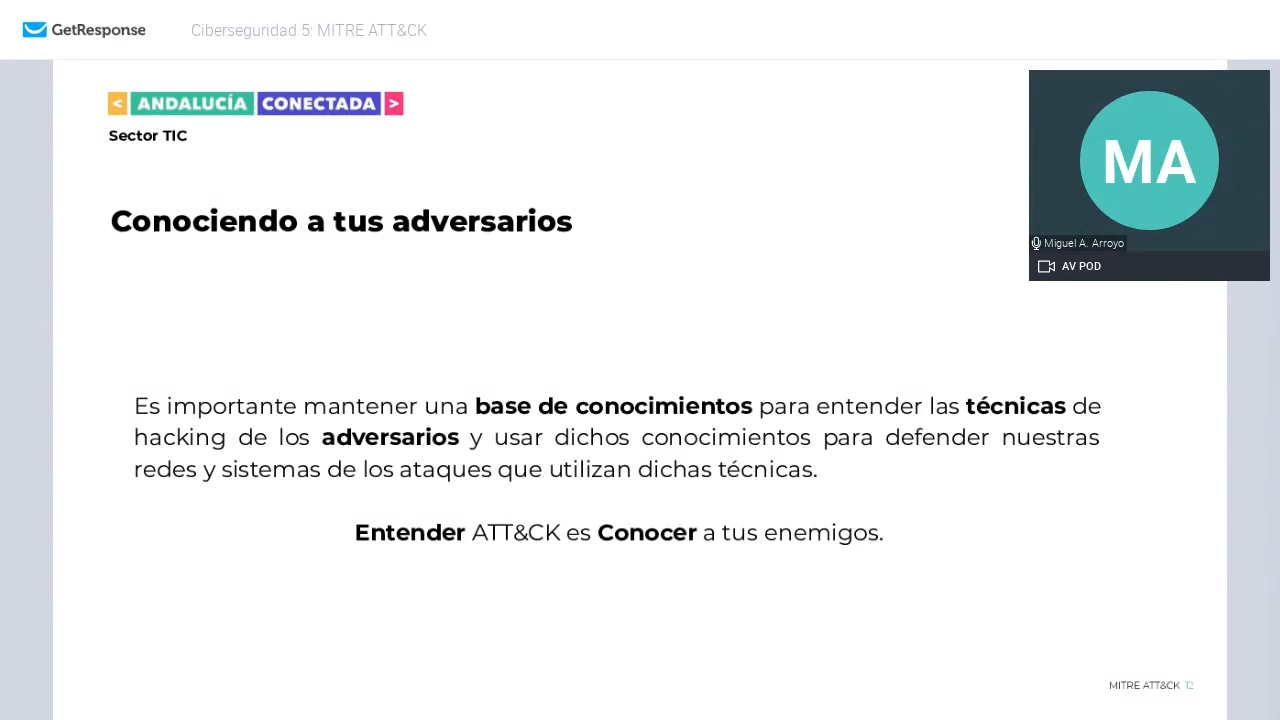 GetResponse
Ciberseguridad 5: MITRE ATT&CK
< ANDALUCÍA CONECTADA >
Sector TIC
MA
Miguel A. Arroyo
AV POD
Conociendo a tus adversarios
Es importante mantener una base de conocimientos para entender las técnicas de
hacking de los adversarios y usar dichos conocimientos para defender nuestras
redes y sistemas de los ataques que utilizan dichas técnicas.
Entender ATT&CK es Conocer a tus enemigos.
MITRE ATT&CK 12